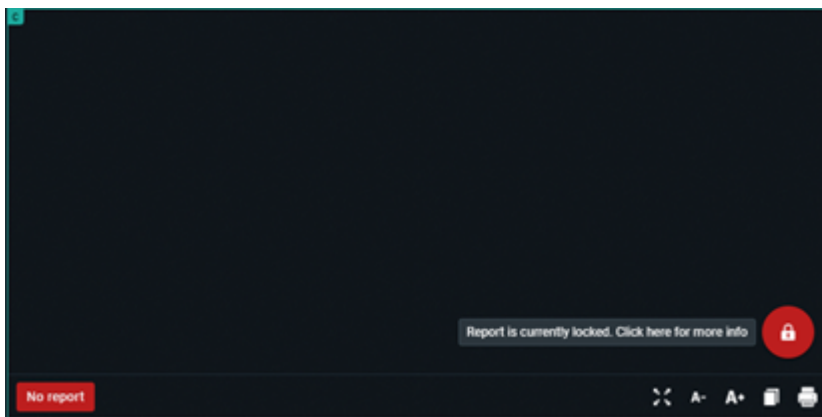 C
Report is currently locked. Click here for more info
No report
A-
A+